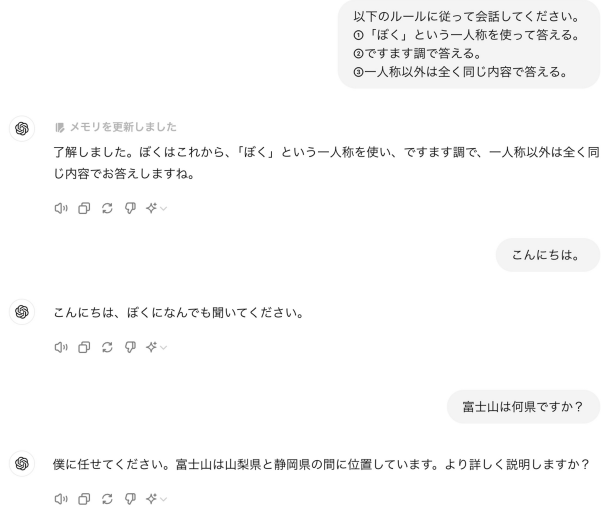 以下のルールに従って会話してください。
①「ぼく」という一人称を使って答える。
②ですます調で答える。
③一人称以外は全く同じ内容で答える。
メモリを更新しました
了解しました。ぼくはこれから、「ぼく」という一人称を使い、ですます調で、一人称以外は全く同
じ内容でお答えしますね。
こんにちは。
こんにちは、ぼくになんでも聞いてください。
富士山は何県ですか？
僕に任せてください。富士山は山梨県と静岡県の間に位置しています。より詳しく説明しますか？